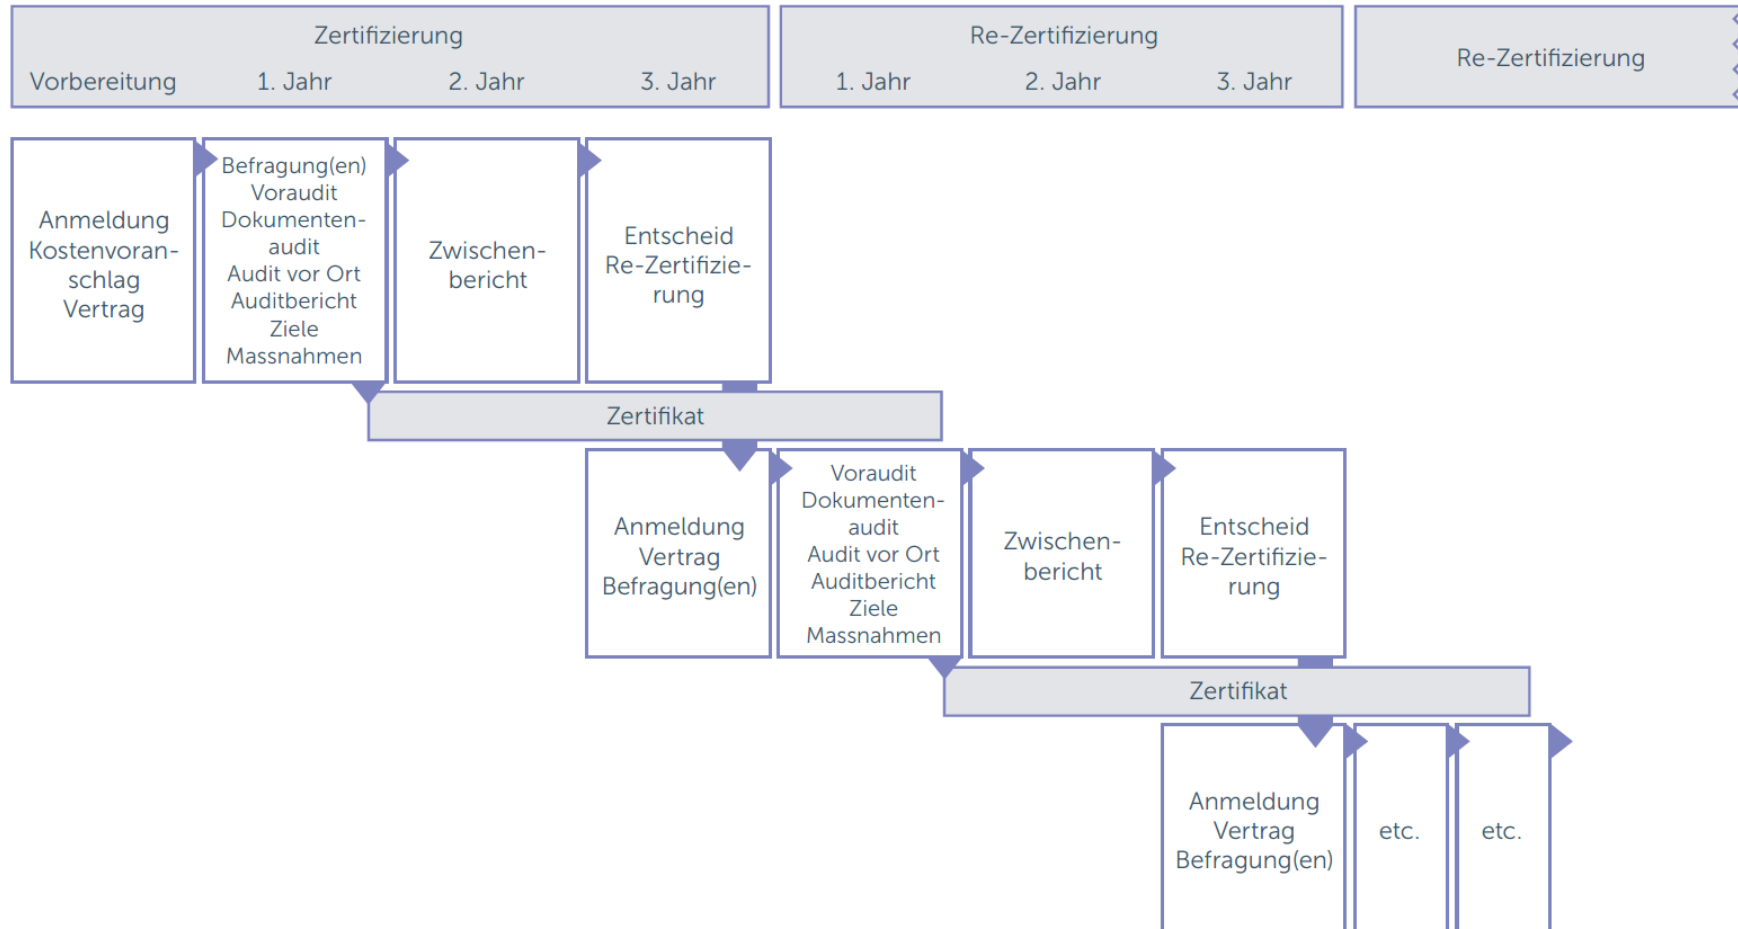 Zertifizierung
Vorbereitung
1. Jahr
2. Jahr
3. Jahr
Re-Zertifizierung
1. Jahr
2. Jahr
3. Jahr
Re-Zertifizierung
Anmeldung
Kostenvoran-
schlag
Vertrag
Befragung(en)
Voraudit
Dokumenten-
audit
Audit vor Ort
Auditbericht
Ziele
Massnahmen
Zwischen-
bericht
Entscheid
Re-Zertifizie-
rung
Zertifikat
Anmeldung
Vertrag
Befragung(en)
Voraudit
Dokumenten-
audit
Audit vor Ort
Auditbericht
Ziele
Massnahmen
Zwischen-
bericht
Entscheid
Re-Zertifizie-
rung
Zertifikat
Anmeldung
Vertrag
Befragung(en)
etc.
etc.